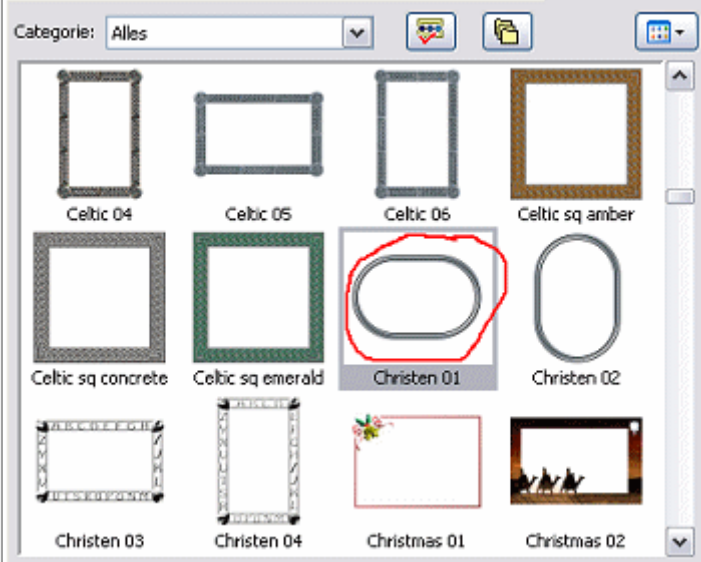 Categorie: Alles
Celtic 04 Celtic 05 Celtic 06 Celtic sq amber
Celtic sq concrete Celtic sq emerald Christen 01 Christen 02
Christen 03 Christen 04 Christmas 01 Christmas 02